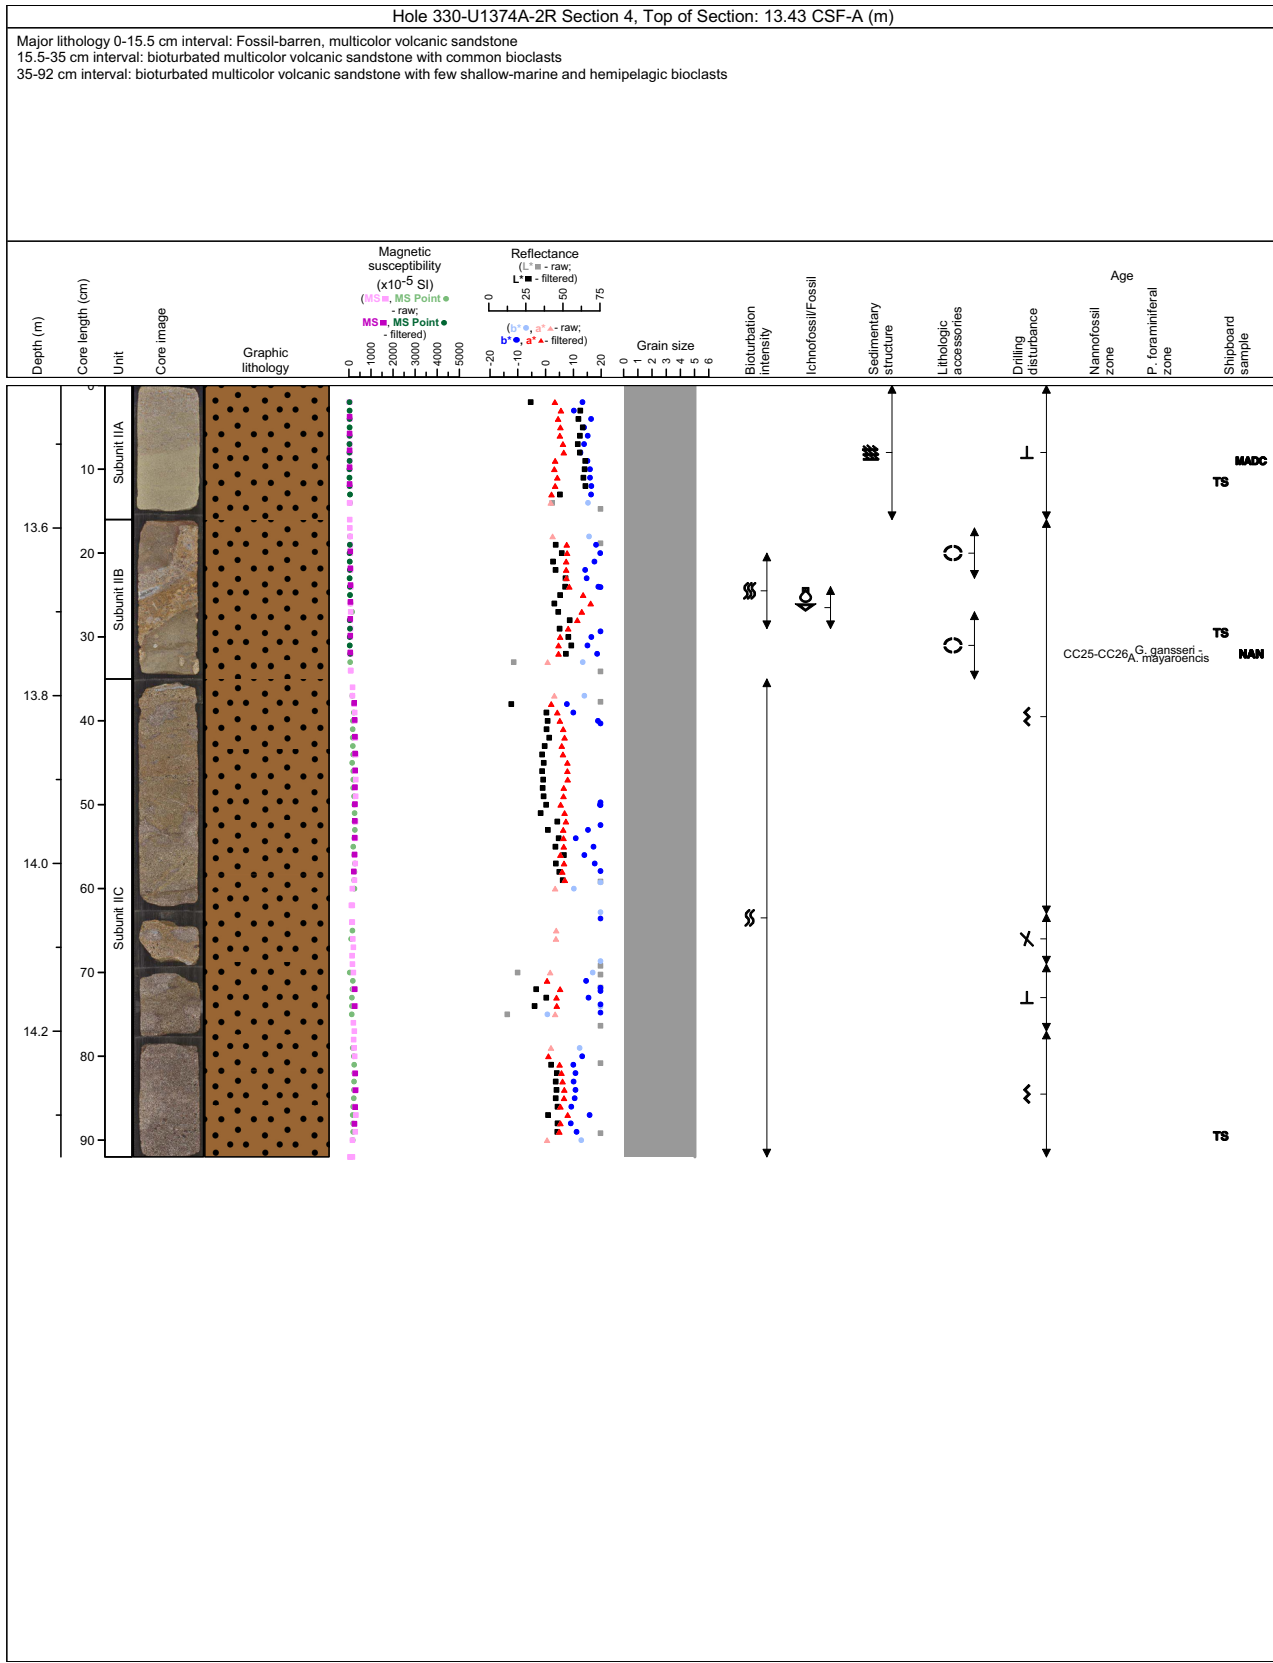 Hole 330-U1374A-2R Section 4, Top of Section: 13.43 CSF-A (m)
Major lithology 0-15.5 cm interval: Fossil-barren, multicolor volcanic sandstone
15.5-35 cm interval: bioturbated multicolor volcanic sandstone with common bioclasts
35-92 cm interval: bioturbated multicolor volcanic sandstone with few shallow-marine and hemipelagic bioclasts
Depth (m)
Core length (cm)
Unit
Core image
Graphic
lithology
Magnetic
susceptibility
(x10-5 SI)
(MS, MS Point
- raw;
MS, MS Point
- filtered)
0 1000 2000 3000 4000 5000
Reflectance
(L* - raw;
L* - filtered)
0 25 50 75
(b*, a* - raw;
b*, a* - filtered)
-20 -10 0 10 20
Grain size
0 1 2 3 4 5 6
Bioturbation
intensity
Ichnofossil/Fossil
Sedimentary
structure
Lithologic
accessories
Drilling
disturbance
Age
Nannofossil
zone
P. foraminiferal
zone
Shipboard
sample
0
Subunit IIA
MADC
10
TS
13.6
20
Subunit IIB
30
TS
CC25-CC26
G. gansseri -
A. mayaroencis
NAN
13.8
40
50
14.0
60
Subunit IIC
70
14.2
80
90
TS